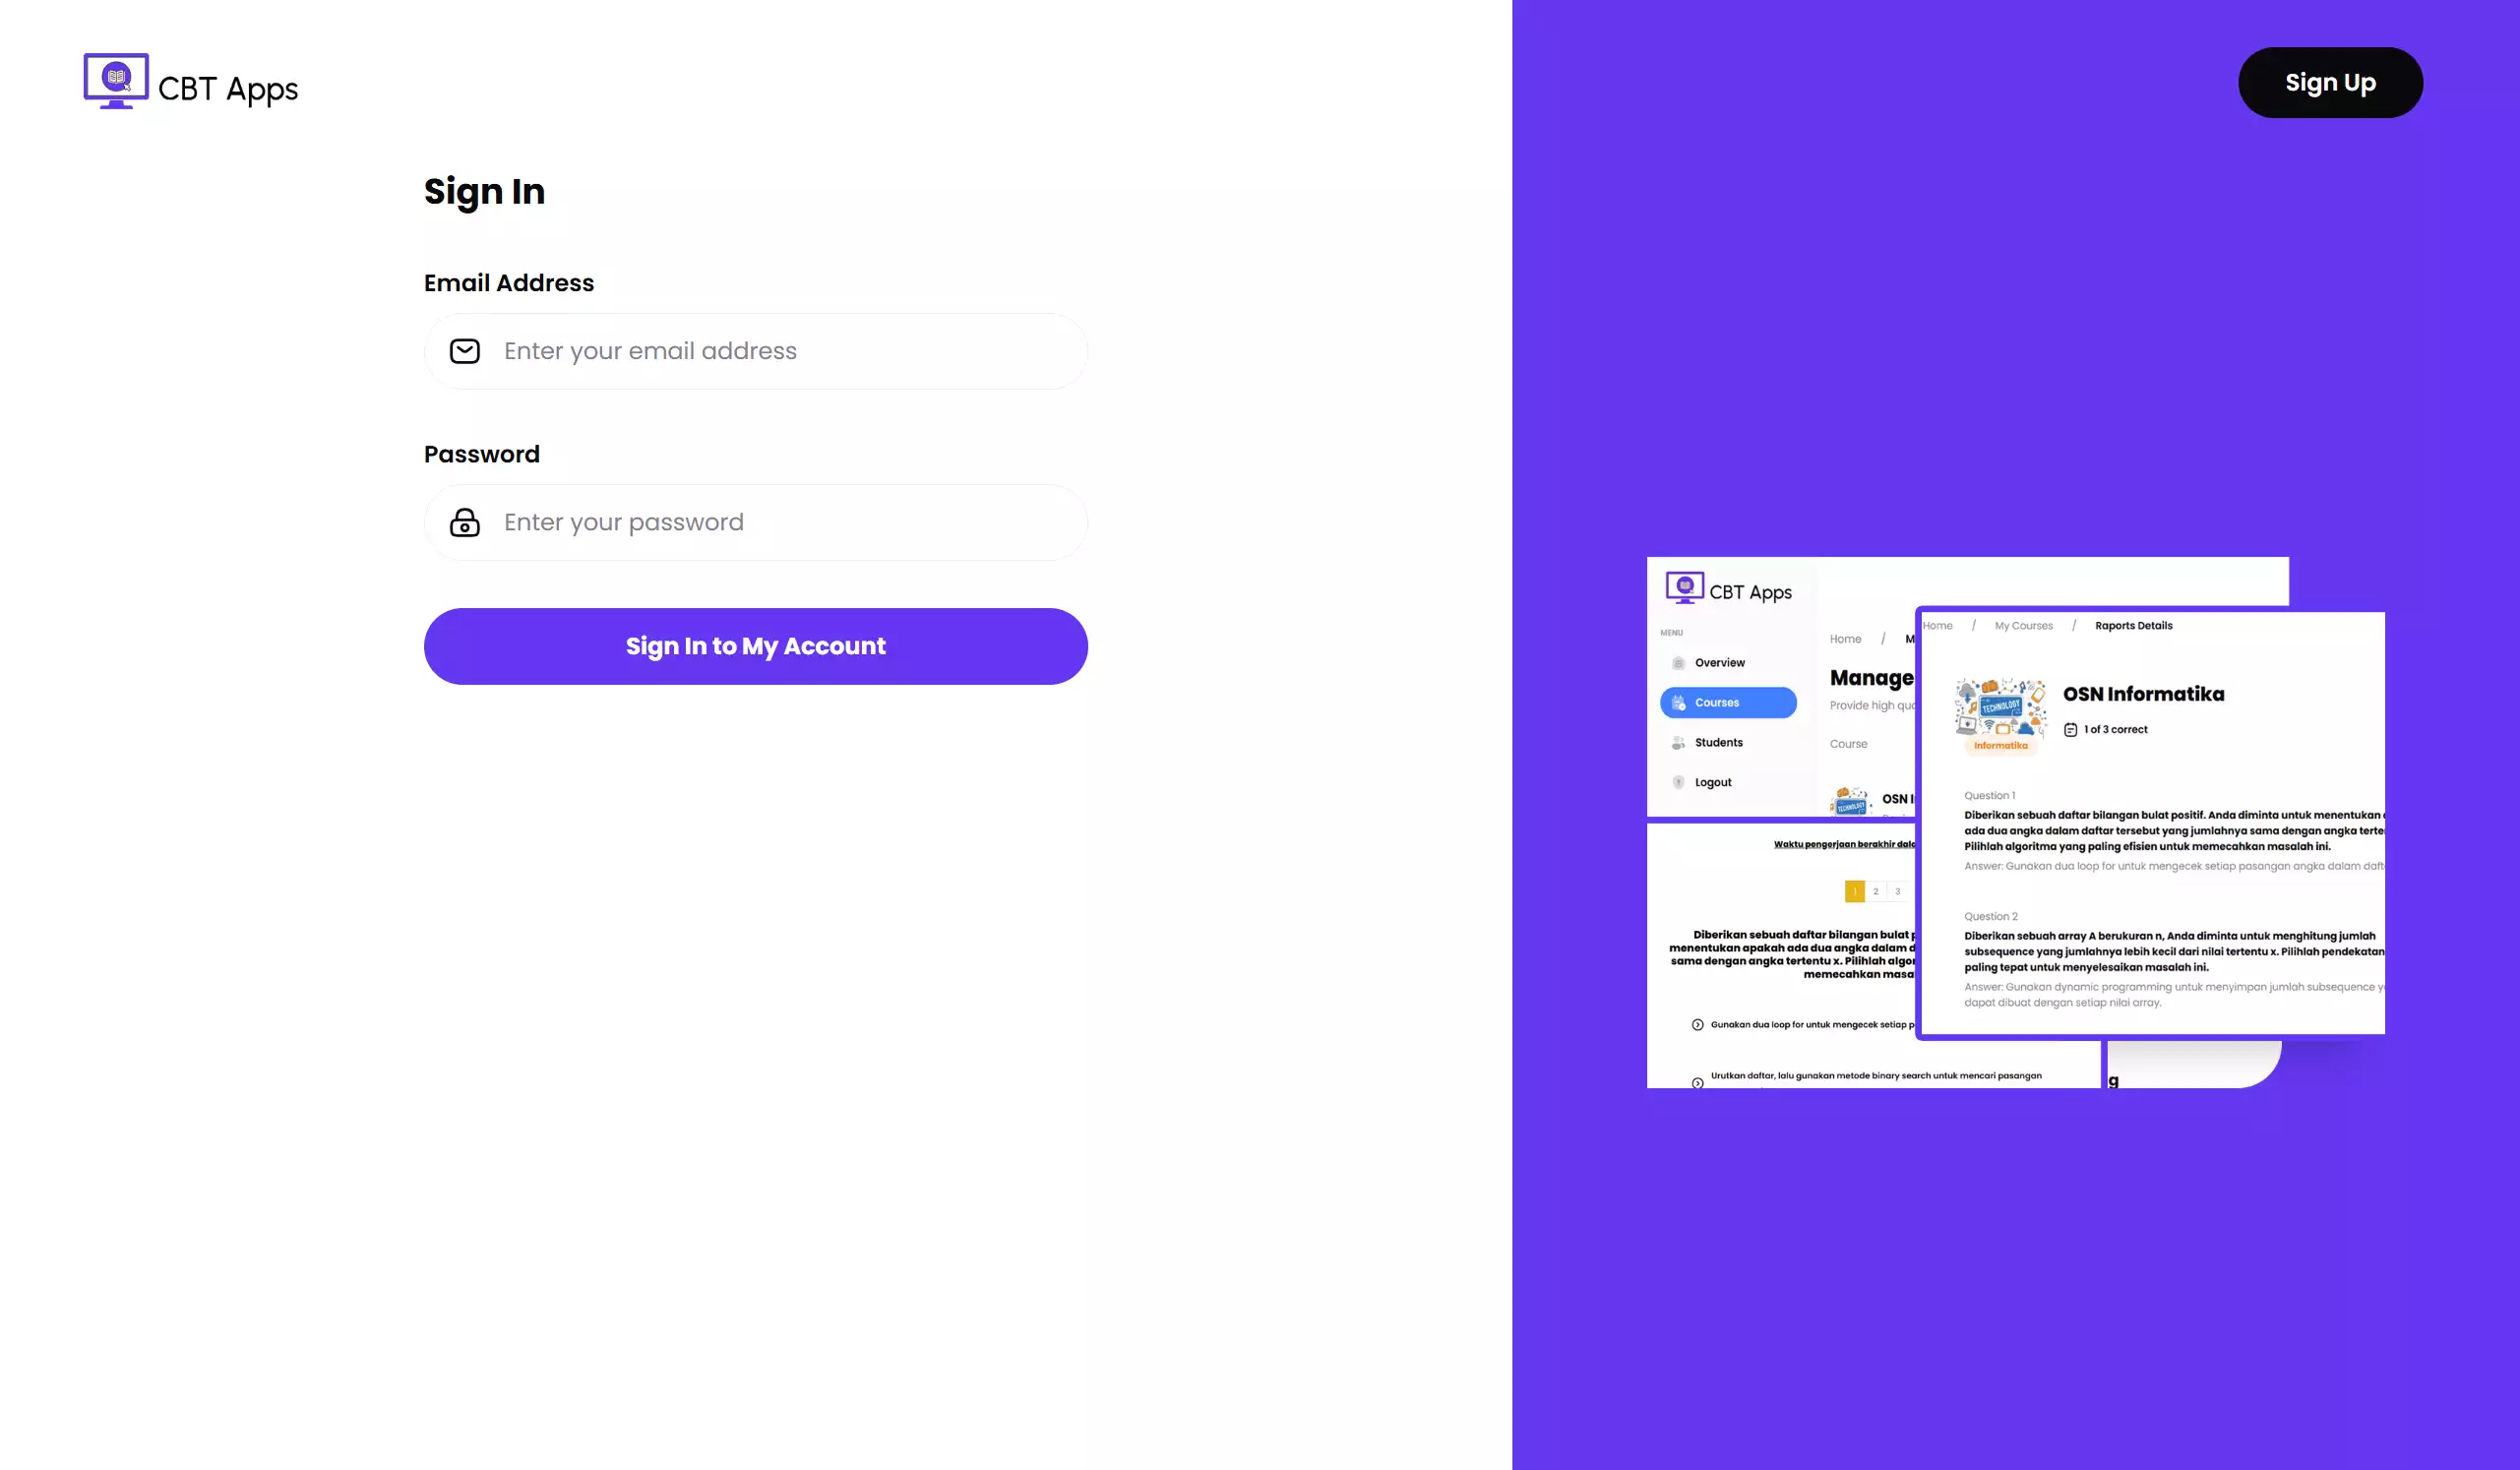 CBT Apps
Sign Up
Sign In
Email Address
Enter your email address
Password
Enter your password
Sign In to My Account
CBT Apps
MENU
Overview
Courses
Students
Logout
Home /
Manage
Provide high
Course
TECHNOLOGY
OSN
Waktu pengerjaan berakhir
1 2 3
Diberikan sebuah daftar bilangan bulat
menentukan apakah ada dua angka dalam
sama dengan angka tertentu x. Pilihlah
memecahkan
Gunakan dua loop for untuk mengecek setiap
Urutkan daftar, lalu gunakan metode binary search untuk mencari pasangan
g
Home / My Courses / Raports Details
TECHNOLOGY
Informatika
OSN Informatika
1 of 3 correct
Question 1
Diberikan sebuah daftar bilangan bulat positif. Anda diminta untuk menentukan
ada dua angka dalam daftar tersebut yang jumlahnya sama dengan angka
Pilihlah algoritma yang paling efisien untuk memecahkan masalah ini.
Answer: Gunakan dua loop for untuk mengecek setiap pasangan angka dalam
Question 2
Diberikan sebuah array A berukuran n, Anda diminta untuk menghitung jumlah
subsequence yang jumlahnya lebih kecil dari nilai tertentu x. Pilihlah pendekatan
paling tepat untuk menyelesaikan masalah ini.
Answer: Gunakan dynamic programming untuk menyimpan jumlah subsequence
dapat dibuat dengan setiap nilai array.